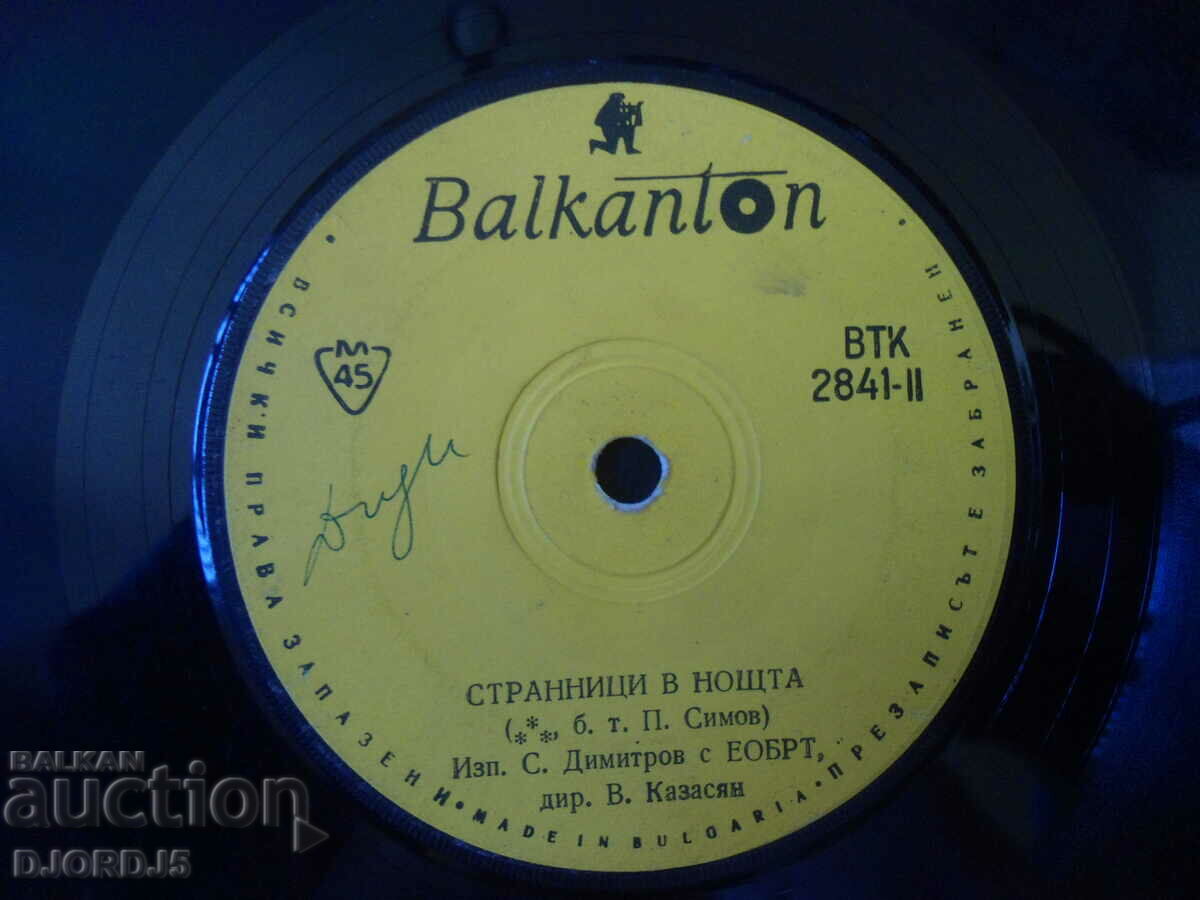 Balkanton
М
45
ВТК
2841-II
СТРАННИЦИ В НОЩТА
(***, б. т. П. Симов)
Изп. С. Димитров с ЕОБРТ,
дир. В. Казасян
• ВСИЧКИ ПРАВА ЗАПАЗЕНИ • MADE IN BULGARIA • ПРЕЗАПИСЪТ Е ЗАБРАНЕН •
BALKAN
auction
DJORDJ5